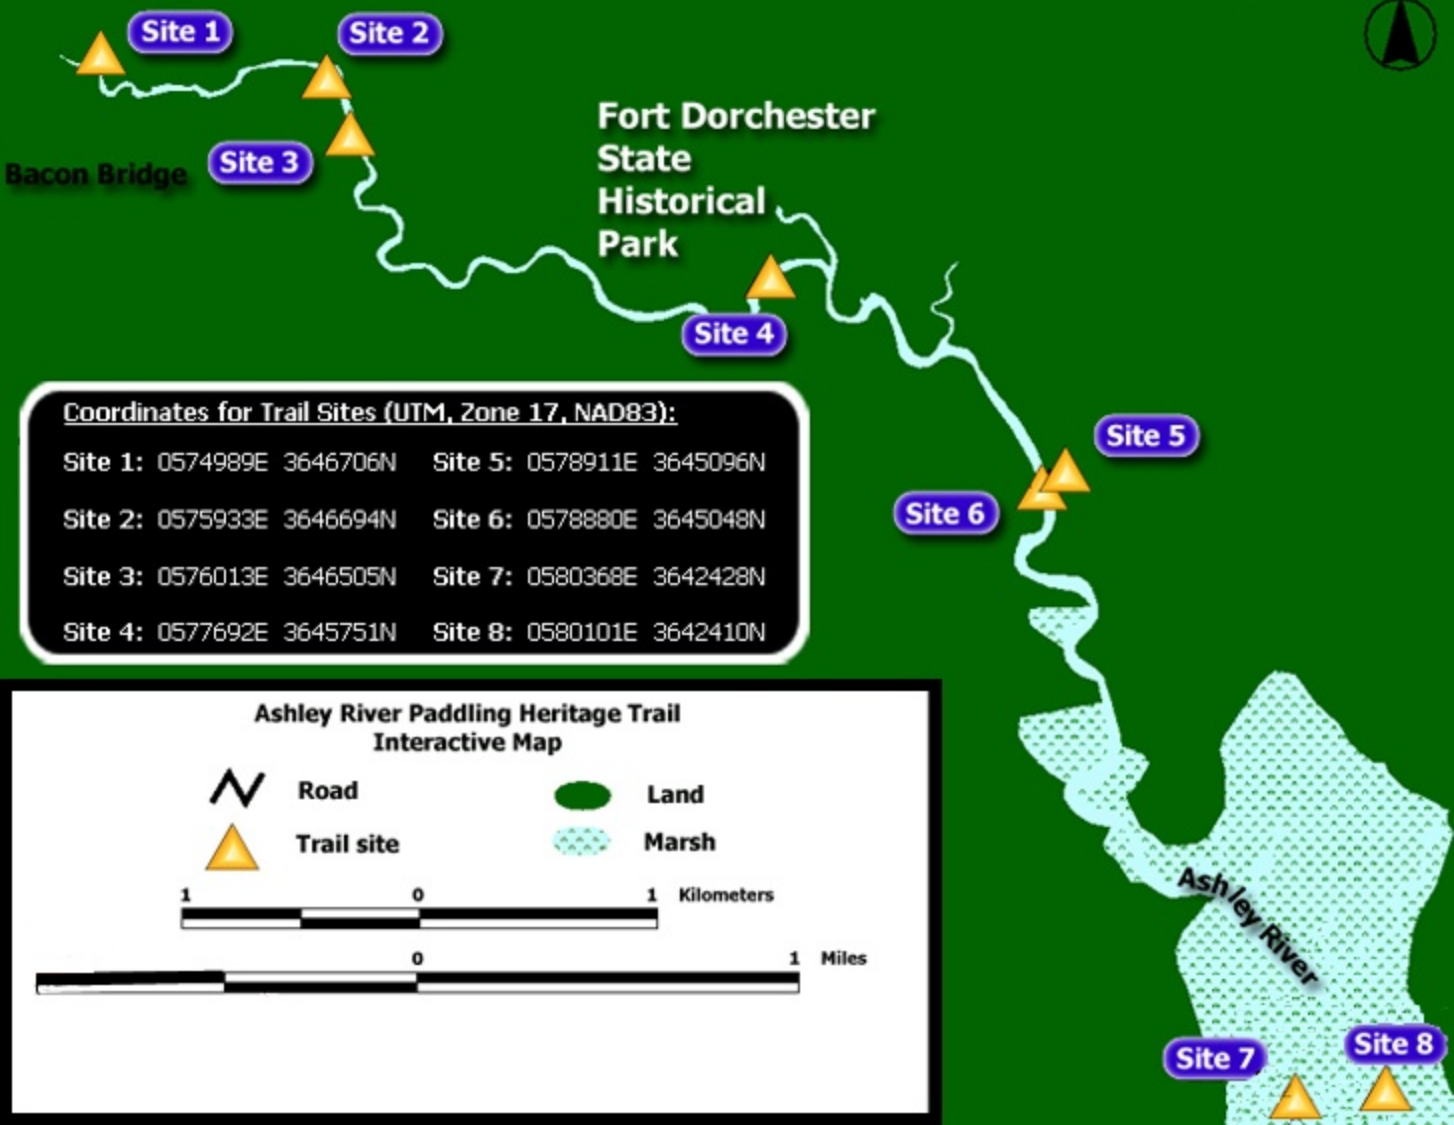 Site 1
Site 2
Site 3
Bacon Bridge
Fort Dorchester
State
Historical
Park
Site 4
Coordinates for Trail Sites (UTM, Zone 17, NAD83):
Site 1: 0574989E 3646706N Site 5: 0578911E 3645096N
Site 2: 0575933E 3646694N Site 6: 0578880E 3645048N
Site 3: 0576013E 3646505N Site 7: 0580368E 3642428N
Site 4: 0577692E 3645751N Site 8: 0580101E 3642410N
Site 5
Site 6
Ashley River Paddling Heritage Trail
Interactive Map
Road
Land
Trail site
Marsh
1 0 1 Kilometers
0 1 Miles
Ashley River
Site 7
Site 8